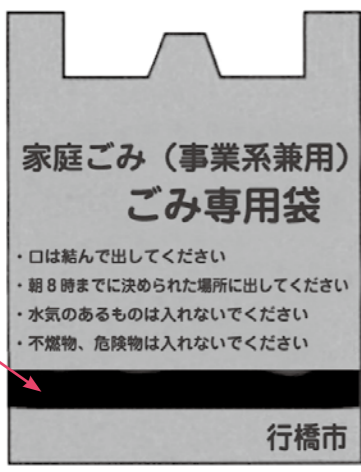 家庭ごみ（事業系兼用）
ごみ専用袋
・口は結んで出してください
・朝８時までに決められた場所に出してください
・水気のあるものは入れないでください
・不燃物、危険物は入れないでください
行橋市